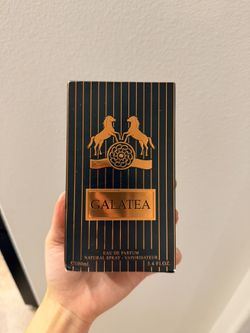 GALATEA
EAU DE PARFUM
NATURAL SPRAY - VAPORISATEUR
100ml 3.4 FL.OZ.